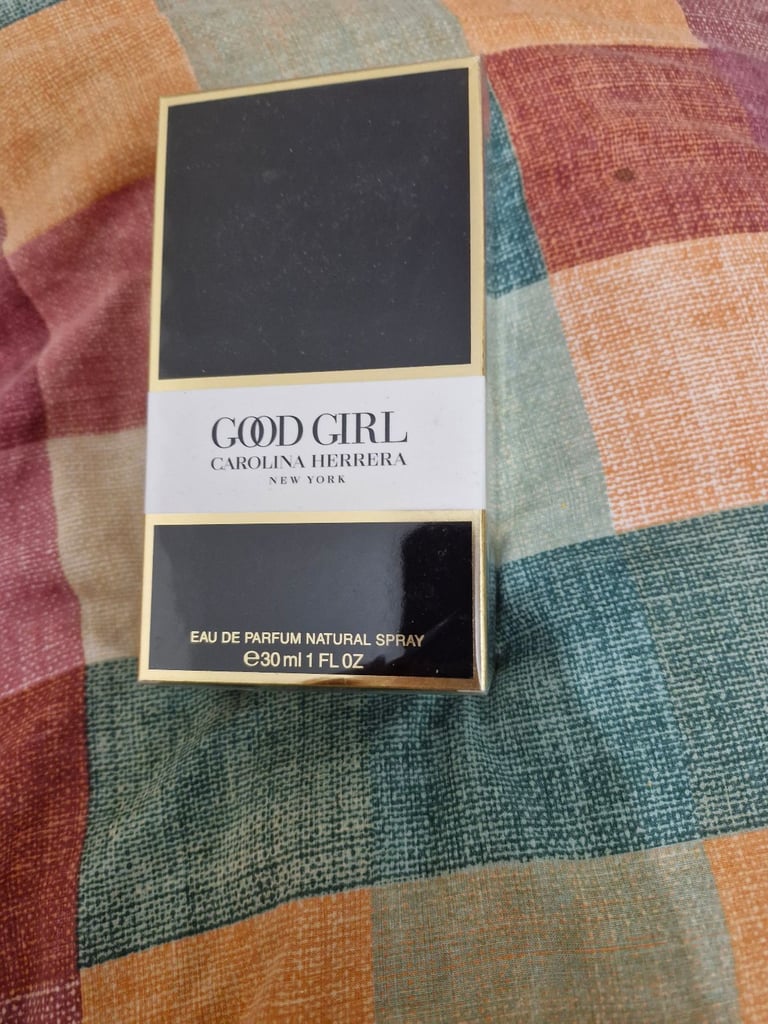 GOOD GIRL
CAROLINA HERRERA
NEW YORK
EAU DE PARFUM NATURAL SPRAY
℮30 ml 1 FL OZ